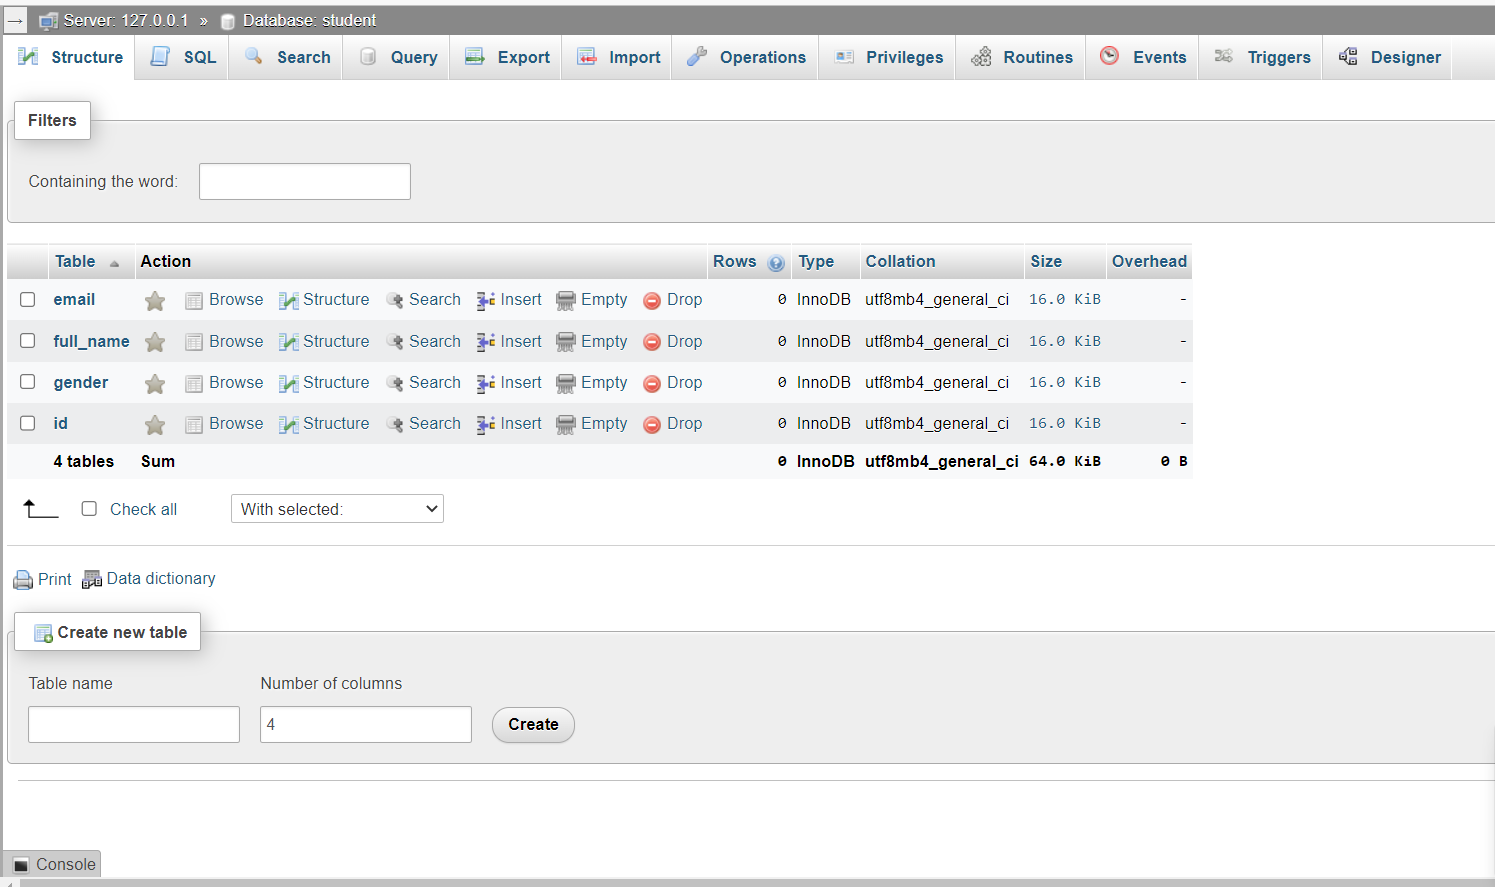 → Server: 127.0.0.1 » Database: student
Structure SQL Search Query Export Import Operations Privileges Routines Events Triggers Designer
Filters
Containing the word:
Table Action Rows Type Collation Size Overhead
email Browse Structure Search Insert Empty Drop 0 InnoDB utf8mb4_general_ci 16.0 KiB -
full_name Browse Structure Search Insert Empty Drop 0 InnoDB utf8mb4_general_ci 16.0 KiB -
gender Browse Structure Search Insert Empty Drop 0 InnoDB utf8mb4_general_ci 16.0 KiB -
id Browse Structure Search Insert Empty Drop 0 InnoDB utf8mb4_general_ci 16.0 KiB -
4 tables Sum 0 InnoDB utf8mb4_general_ci 64.0 KiB 0 B
Check all With selected:
Print Data dictionary
Create new table
Table name Number of columns
4 Create
Console